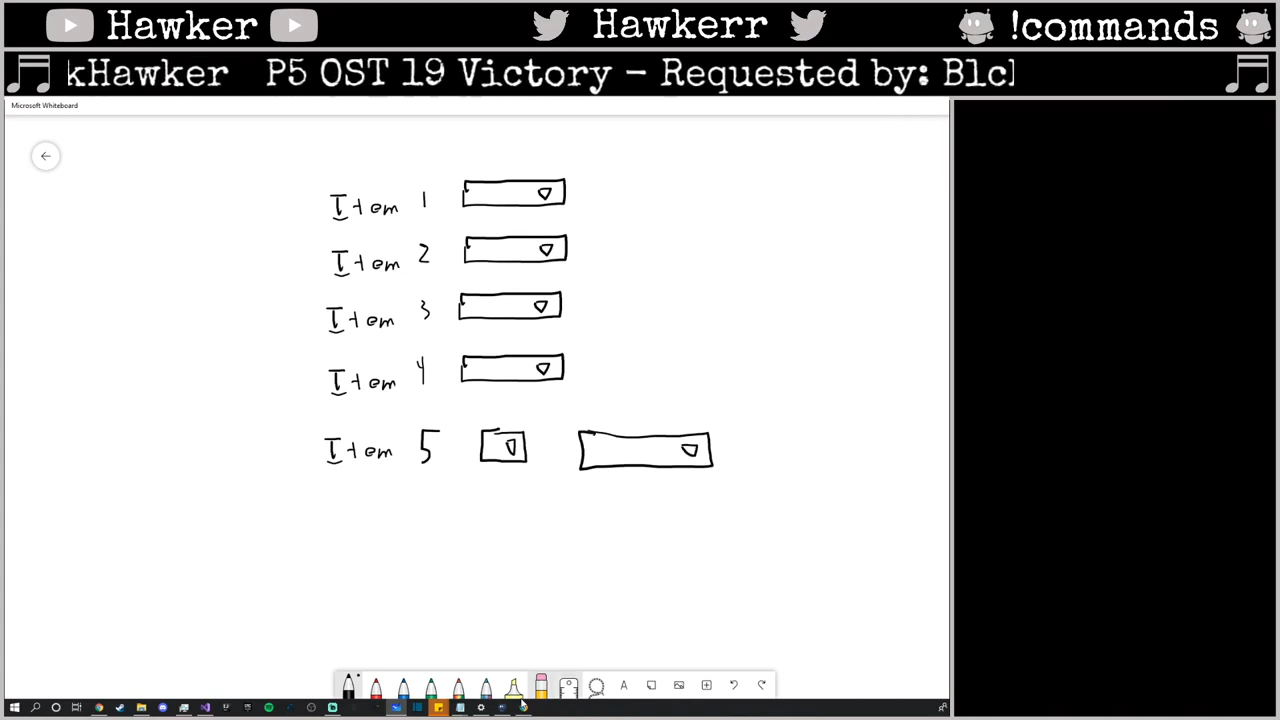 Hawker Hawkerr !commands
kHawker P5 OST 19 Victory – Requested by: Blc
Microsoft Whiteboard
Item 1
Item 2
Item 3
Item 4
Item 5
A